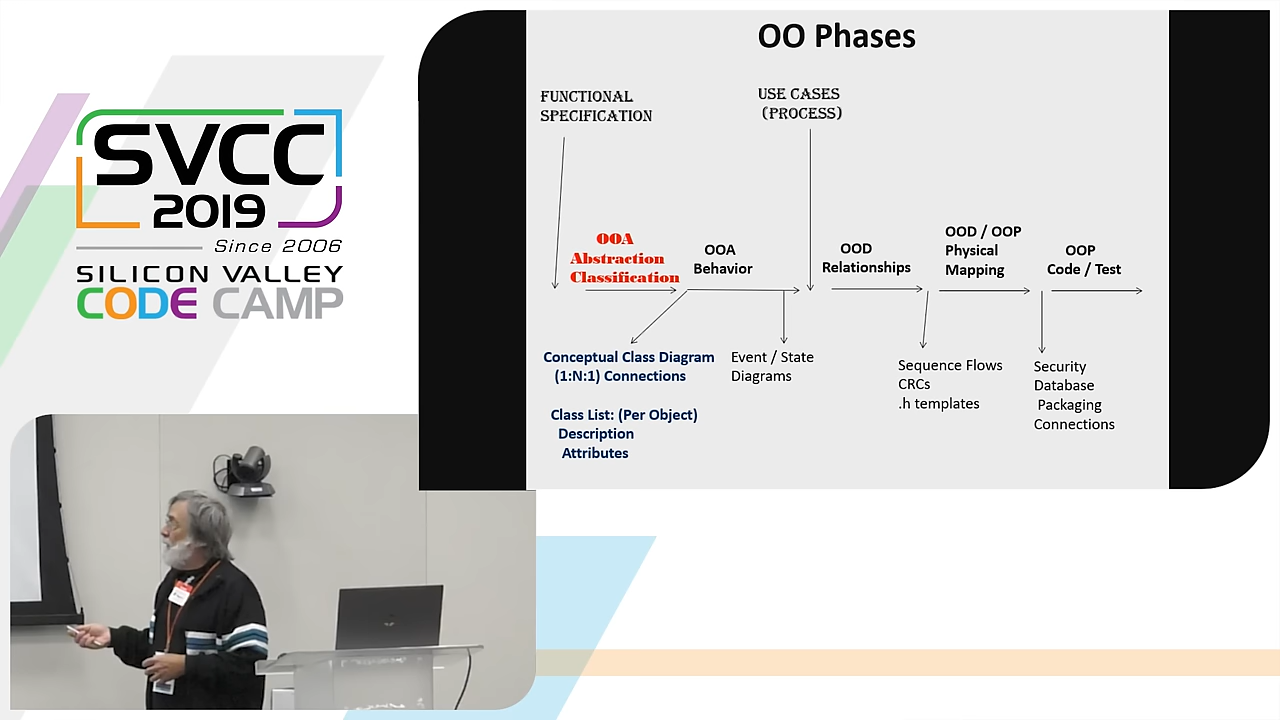 SVCC
2019
Since 2006
SILICON VALLEY
CODE CAMP
OO Phases
FUNCTIONAL
SPECIFICATION
USE CASES
(PROCESS)
OOA
Abstraction
Classification
OOA
Behavior
OOD
Relationships
OOD / OOP
Physical
Mapping
OOP
Code / Test
Conceptual Class Diagram
(1:N:1) Connections
Class List: (Per Object)
Description
Attributes
Event / State
Diagrams
Sequence Flows
CRCs
.h templates
Security
Database
Packaging
Connections